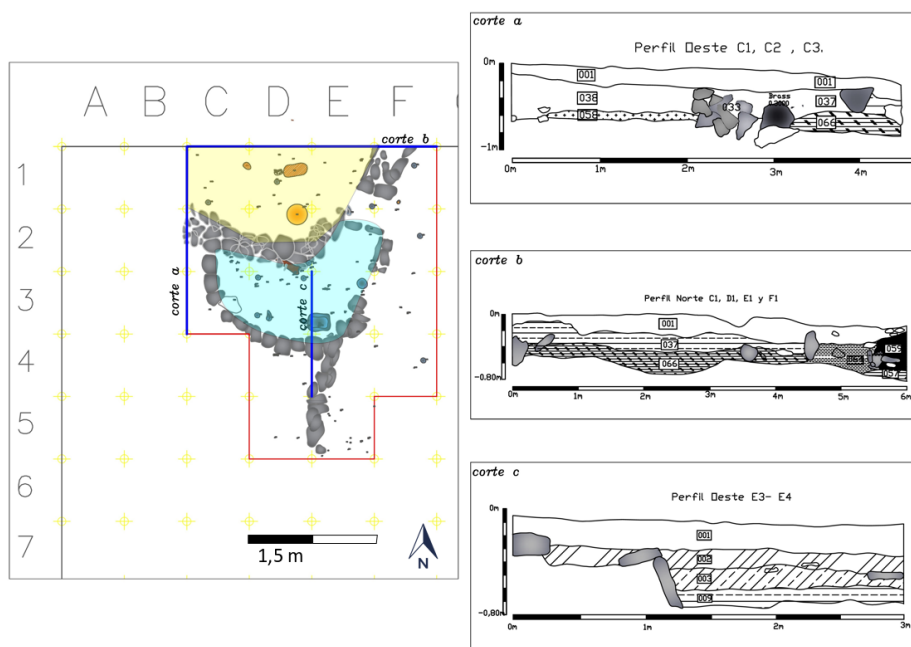 A B C D E F
corte b
1
2
3
4
5
6
7
corte a
corte c
1,5 m
N
corte a
Perfil Oeste C1, C2 , C3.
0m
-1m
001
001
038
033
Brass
037
058
066
0m
1m
2m
3m
4m
corte b
Perfil Norte C1, D1, E1 y F1
0m
-0.80m
001
037
066
059
057
0m
1m
2m
3m
4m
5m
6m
corte c
Perfil Oeste E3- E4
0m
-0,80m
001
002
003
009
0m
1m
2m
3m